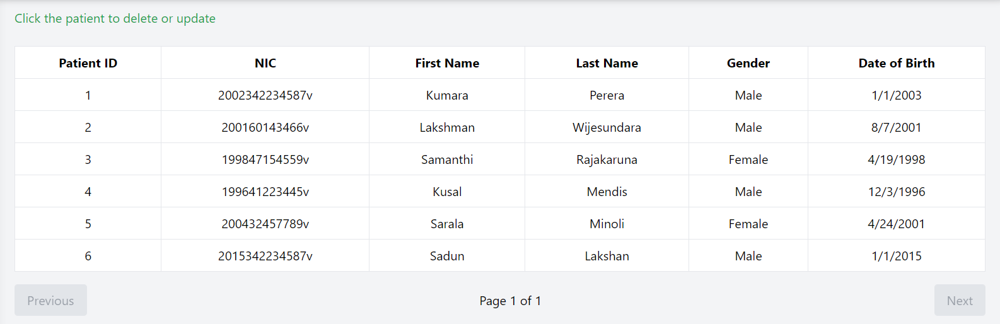 Click the patient to delete or update
Patient ID NIC First Name Last Name Gender Date of Birth
1 2002342234587v Kumara Perera Male 1/1/2003
2 200160143466v Lakshman Wijesundara Male 8/7/2001
3 199847154559v Samanthi Rajakaruna Female 4/19/1998
4 199641223445v Kusal Mendis Male 12/3/1996
5 200432457789v Sarala Minoli Female 4/24/2001
6 2015342234587v Sadun Lakshan Male 1/1/2015
Previous Page 1 of 1 Next